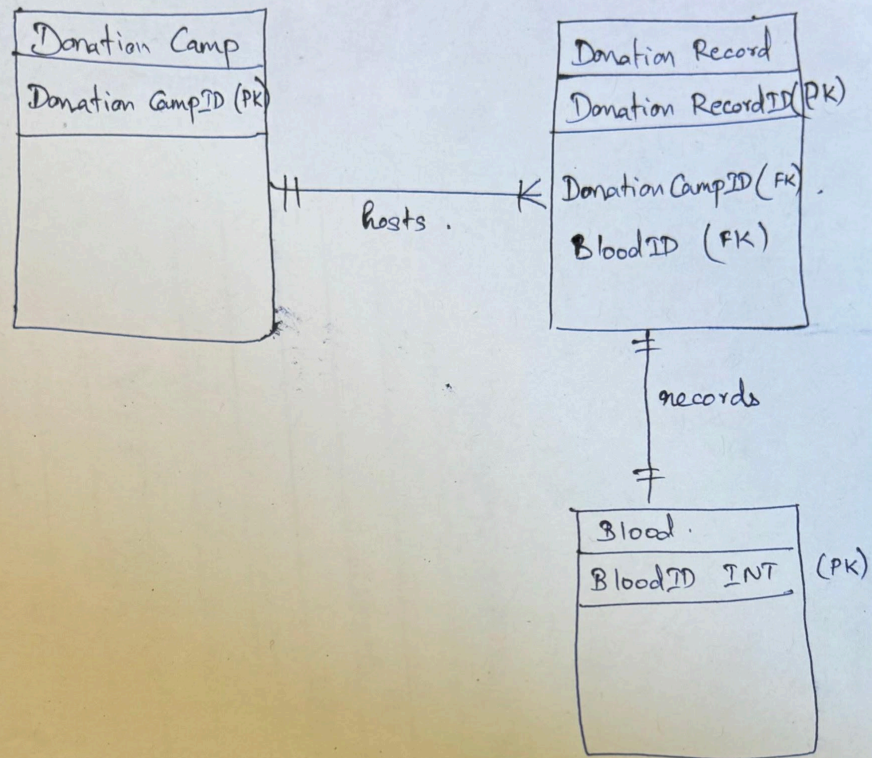 Donation Camp
Donation CampID (PK)
hosts.
Donation Record
Donation RecordID (PK)
DonationCampID (FK).
BloodID (FK)
records
Blood.
BloodID INT (PK)